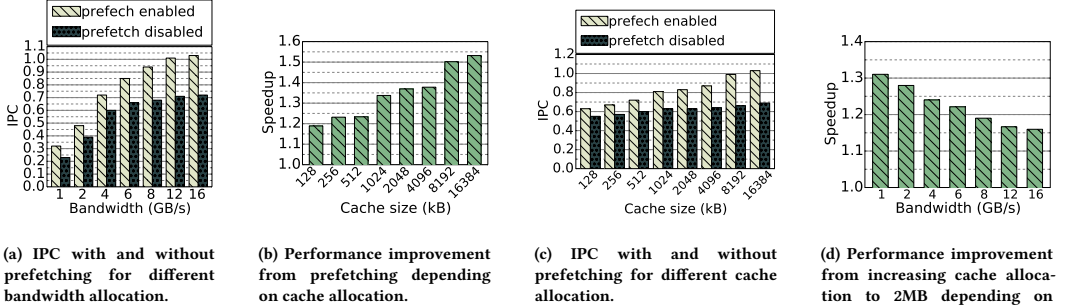 prefech enabled
prefetch disabled
1.1
1.0
0.9
0.8
0.7
0.6
0.5
0.4
0.3
0.2
0.1
0.0
IPC
1 2 4 6 8 12 16
Bandwidth (GB/s)
(a) IPC with and without
prefetching for different
bandwidth allocation.
1.6
1.5
1.4
1.3
1.2
1.1
1.0
Speedup
128 256 512 1024 2048 4096 8192 16384
Cache size (kB)
(b) Performance improvement
from prefetching depending
on cache allocation.
prefech enabled
prefetch disabled
1.2
1.0
0.8
0.6
0.4
0.2
0.0
IPC
128 256 512 1024 2048 4096 8192 16384
Cache size (kB)
(c) IPC with and without
prefetching for different cache
allocation.
1.4
1.3
1.2
1.1
1.0
Speedup
1 2 4 6 8 12 16
Bandwidth (GB/s)
(d) Performance improvement
from increasing cache alloca-
tion to 2MB depending on